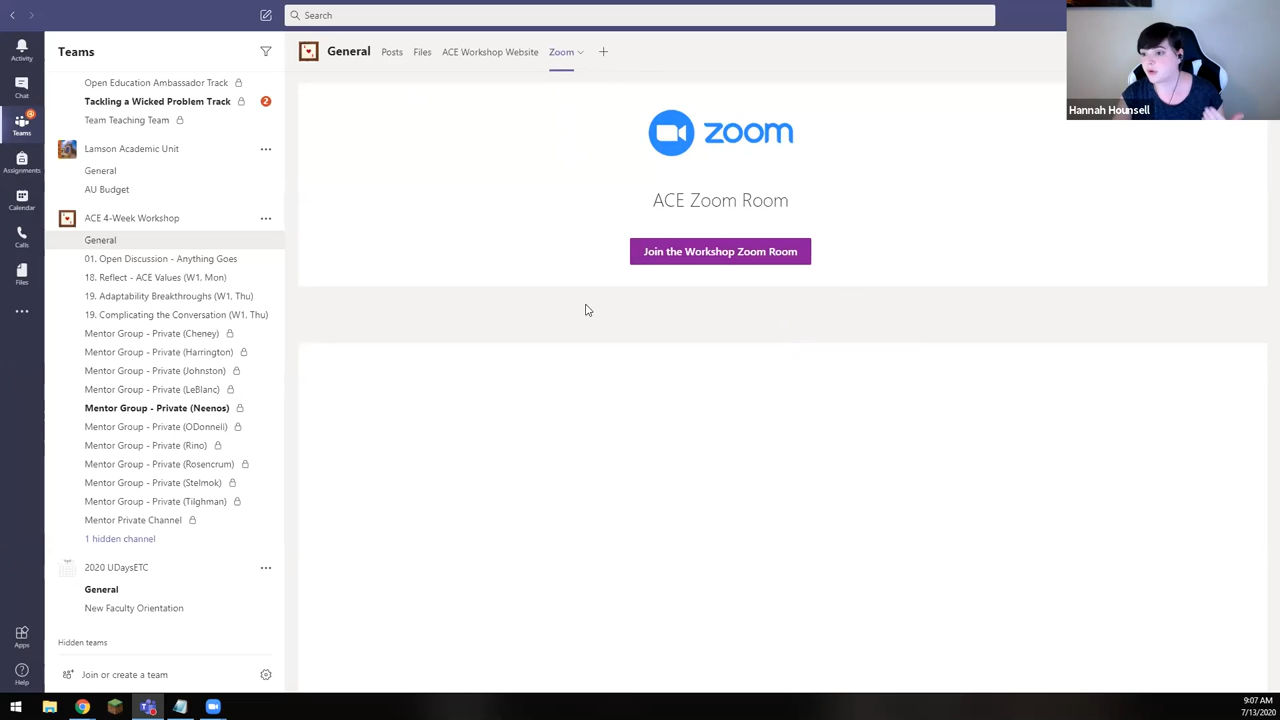 Search
Hannah Hounsell
Activity
Chat
Teams
3
Assignments
Calendar
Calls
Files
Apps
Help
Teams
Open Education Ambassador Track
Tackling a Wicked Problem Track
2
Team Teaching Team
Lamson Academic Unit
General
AU Budget
ACE 4-Week Workshop
General
01. Open Discussion - Anything Goes
18. Reflect - ACE Values (W1, Mon)
19. Adaptability Breakthroughs (W1, Thu)
19. Complicating the Conversation (W1, Thu)
Mentor Group - Private (Cheney)
Mentor Group - Private (Harrington)
Mentor Group - Private (Johnston)
Mentor Group - Private (LeBlanc)
Mentor Group - Private (Neenos)
Mentor Group - Private (ODonnell)
Mentor Group - Private (Rino)
Mentor Group - Private (Rosencrum)
Mentor Group - Private (Stelmok)
Mentor Group - Private (Tilghman)
Mentor Private Channel
1 hidden channel
2020 UDaysETC
General
New Faculty Orientation
Hidden teams
Join or create a team
General Posts Files ACE Workshop Website Zoom
zoom
ACE Zoom Room
Join the Workshop Zoom Room
9:07 AM
7/13/2020